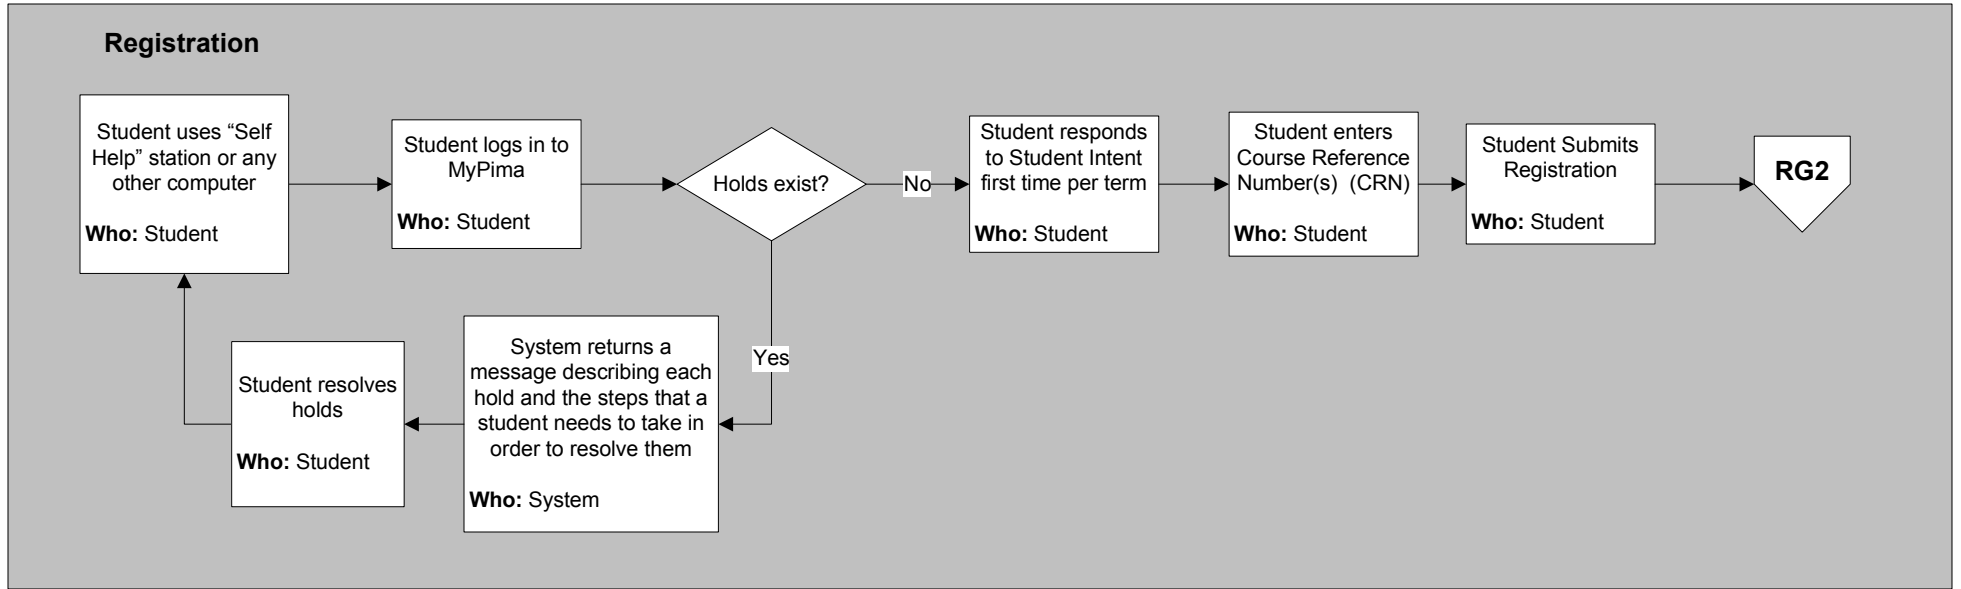 Registration
Student uses “Self
Help” station or any
other computer
Who: Student
Student logs in to
MyPima
Who: Student
Holds exist?
No
Student responds
to Student Intent
first time per term
Who: Student
Student enters
Course Reference
Number(s) (CRN)
Who: Student
Student Submits
Registration
Who: Student
RG2
Yes
System returns a
message describing each
hold and the steps that a
student needs to take in
order to resolve them
Who: System
Student resolves
holds
Who: Student